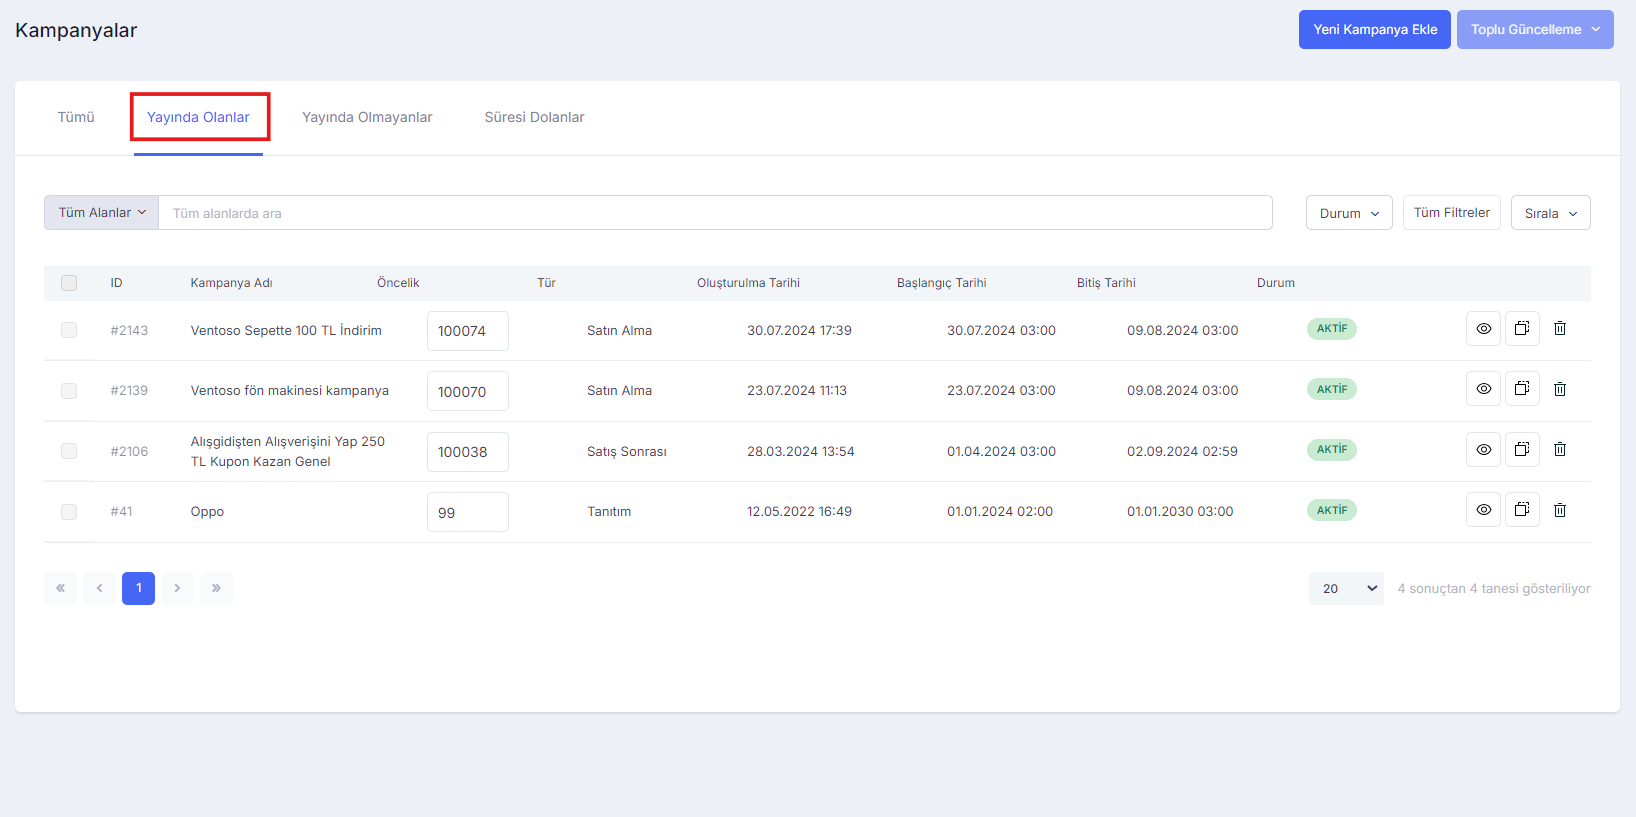 Kampanyalar
Yeni Kampanya Ekle
Toplu Güncelleme
Tümü
Yayında Olanlar
Yayında Olmayanlar
Süresi Dolanlar
Tüm Alanlar
Tüm alanlarda ara
Durum
Tüm Filtreler
Sırala
ID Kampanya Adı Öncelik Tür Oluşturulma Tarihi Başlangıç Tarihi Bitiş Tarihi Durum
#2143 Ventoso Sepette 100 TL İndirim 100074 Satın Alma 30.07.2024 17:39 30.07.2024 03:00 09.08.2024 03:00 AKTİF
#2139 Ventoso fön makinesi kampanya 100070 Satın Alma 23.07.2024 11:13 23.07.2024 03:00 09.08.2024 03:00 AKTİF
#2106 Alışgidişten Alışverişini Yap 250
TL Kupon Kazan Genel 100038 Satış Sonrası 28.03.2024 13:54 01.04.2024 03:00 02.09.2024 02:59 AKTİF
#41 Oppo 99 Tanıtım 12.05.2022 16:49 01.01.2024 02:00 01.01.2030 03:00 AKTİF
« ‹ 1 › »
20
4 sonuçtan 4 tanesi gösteriliyor